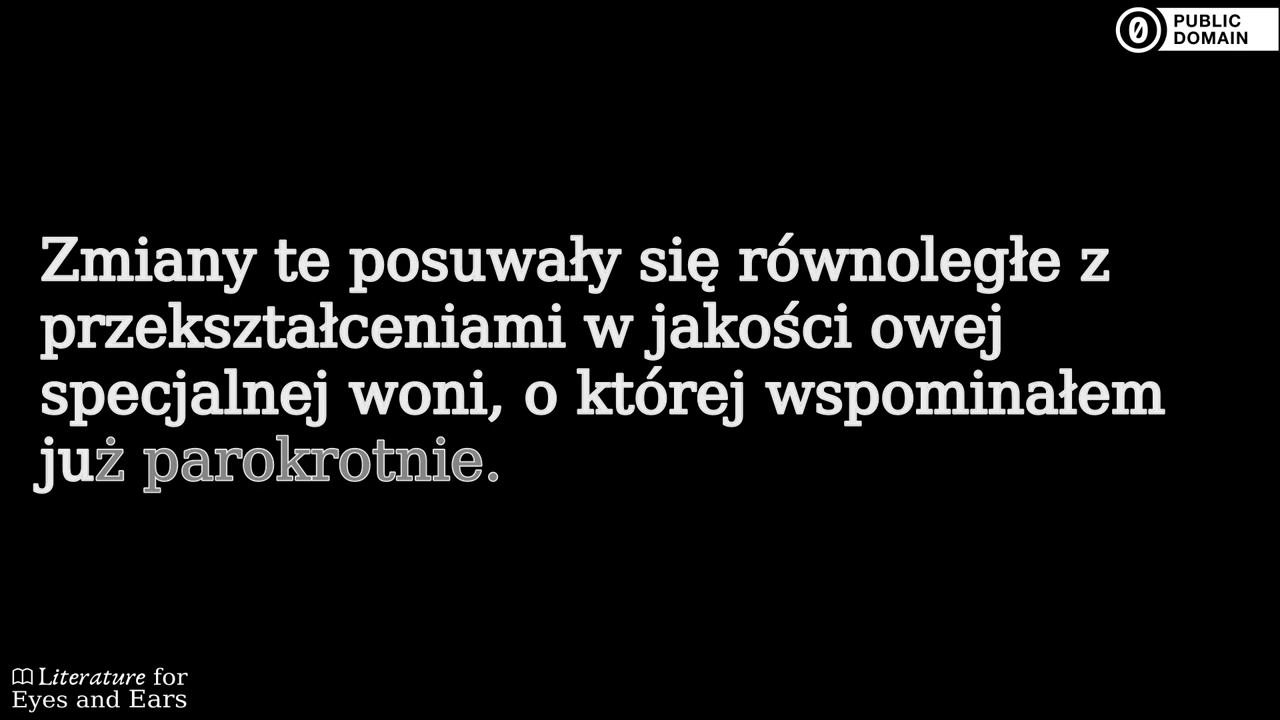 PUBLIC
DOMAIN
Zmiany te posuwały się równoległe z
przekształceniami w jakości owej
specjalnej woni, o której wspominałem
już parokrotnie.
Literature for
Eyes and Ears